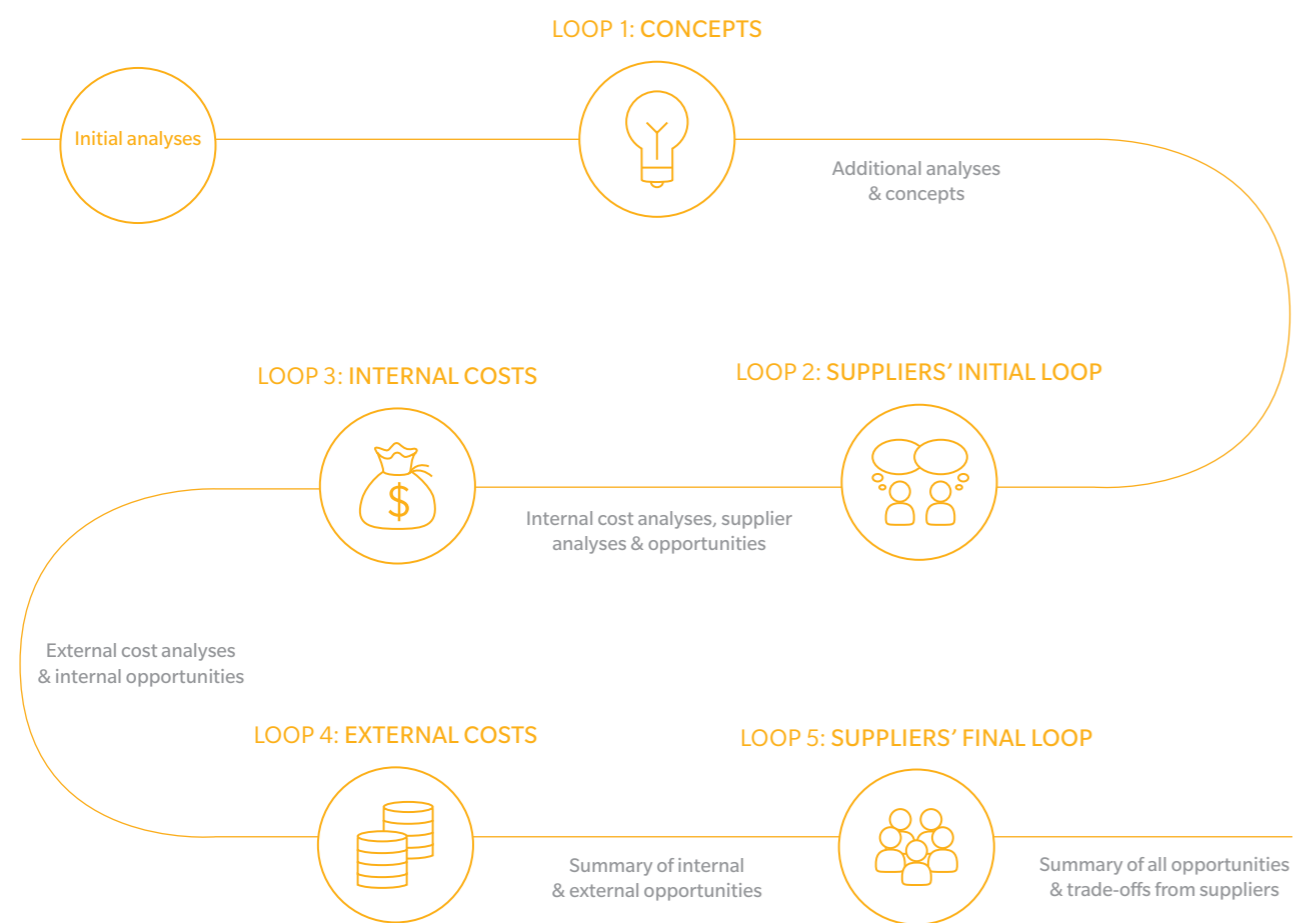 LOOP 1: CONCEPTS
Initial analyses
Additional analyses
& concepts
LOOP 2: SUPPLIERS’ INITIAL LOOP
LOOP 3: INTERNAL COSTS
$
Internal cost analyses, supplier
analyses & opportunities
External cost analyses
& internal opportunities
LOOP 4: EXTERNAL COSTS
LOOP 5: SUPPLIERS’ FINAL LOOP
Summary of internal
& external opportunities
Summary of all opportunities
& trade-offs from suppliers